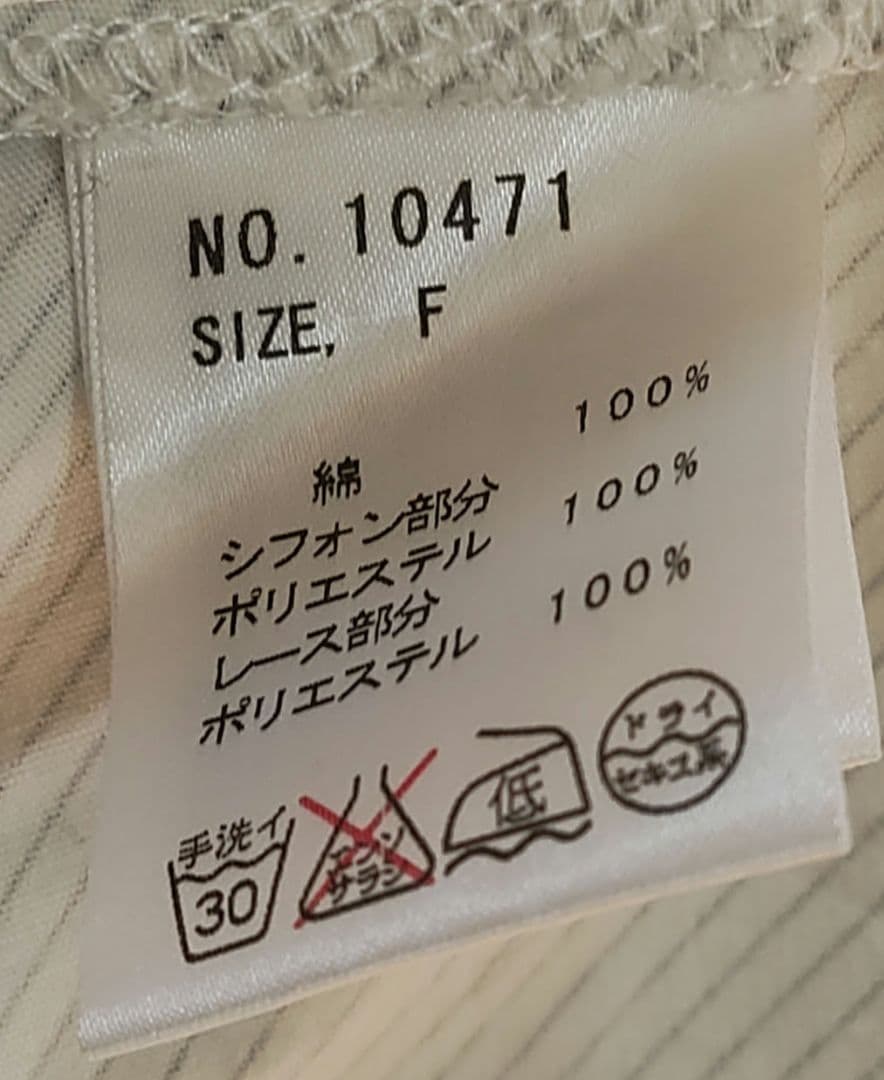 NO. 10471
SIZE, F
綿 100%
シフォン部分
ポリエステル 100%
レース部分
ポリエステル 100%
手洗イ
30
エンソ
サラシ
低
ドライ
セキユ系